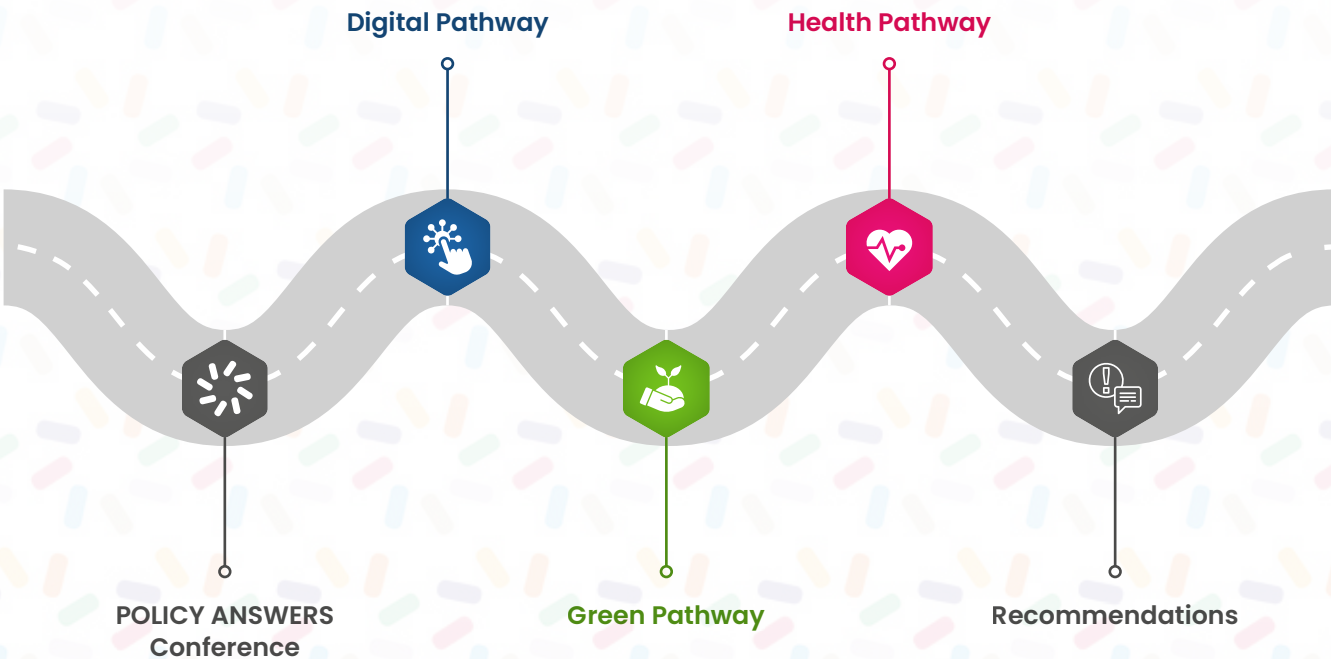 Digital Pathway
Health Pathway
POLICY ANSWERS
Conference
Green Pathway
Recommendations